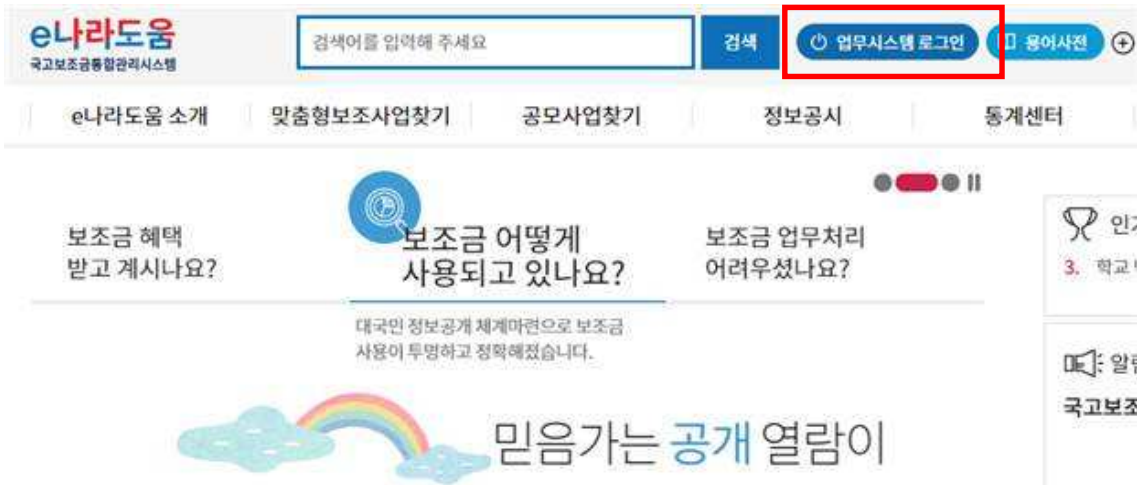 e나라도움
국고보조금통합관리시스템
검색어를 입력해 주세요
검색
업무시스템 로그인
용어사전
e나라도움 소개 맞춤형보조사업찾기 공모사업찾기 정보공시 통계센터
보조금 혜택
받고 계시나요?
보조금 어떻게
사용되고 있나요?
보조금 업무처리
어려우셨나요?
대국민 정보공개 체계마련으로 보조금
사용이 투명하고 정확해졌습니다.
믿음가는 공개 열람이
3. 학교
국고보조